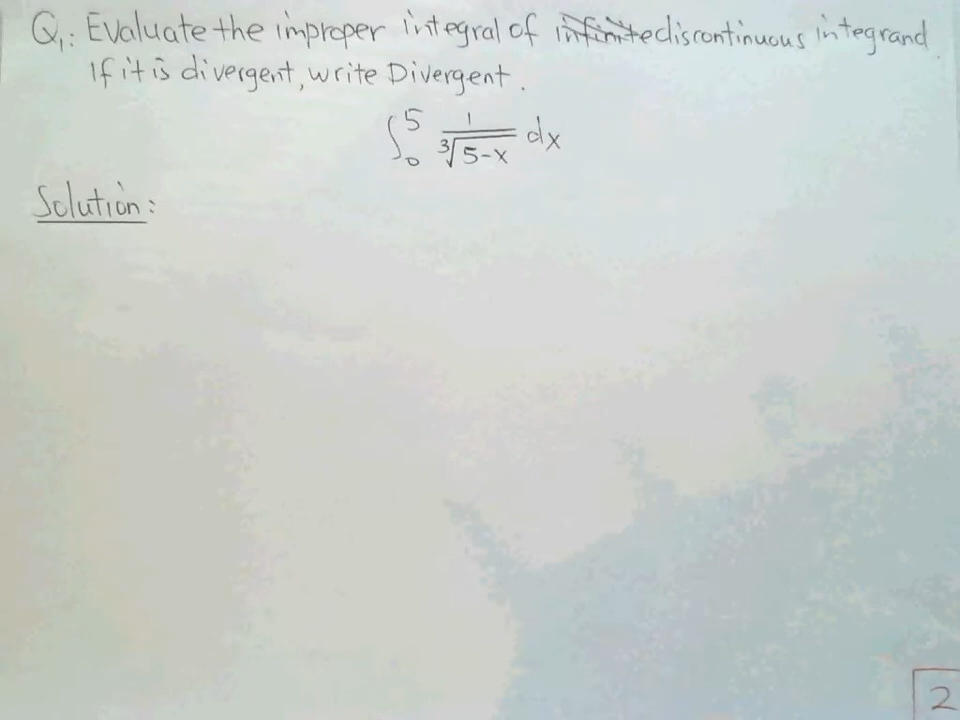 Q1: Evaluate the improper integral of infinite discontinuous integrand.
If it is divergent, write Divergent.
∫₀⁵ 1/∛(5-x) dx
Solution:
2